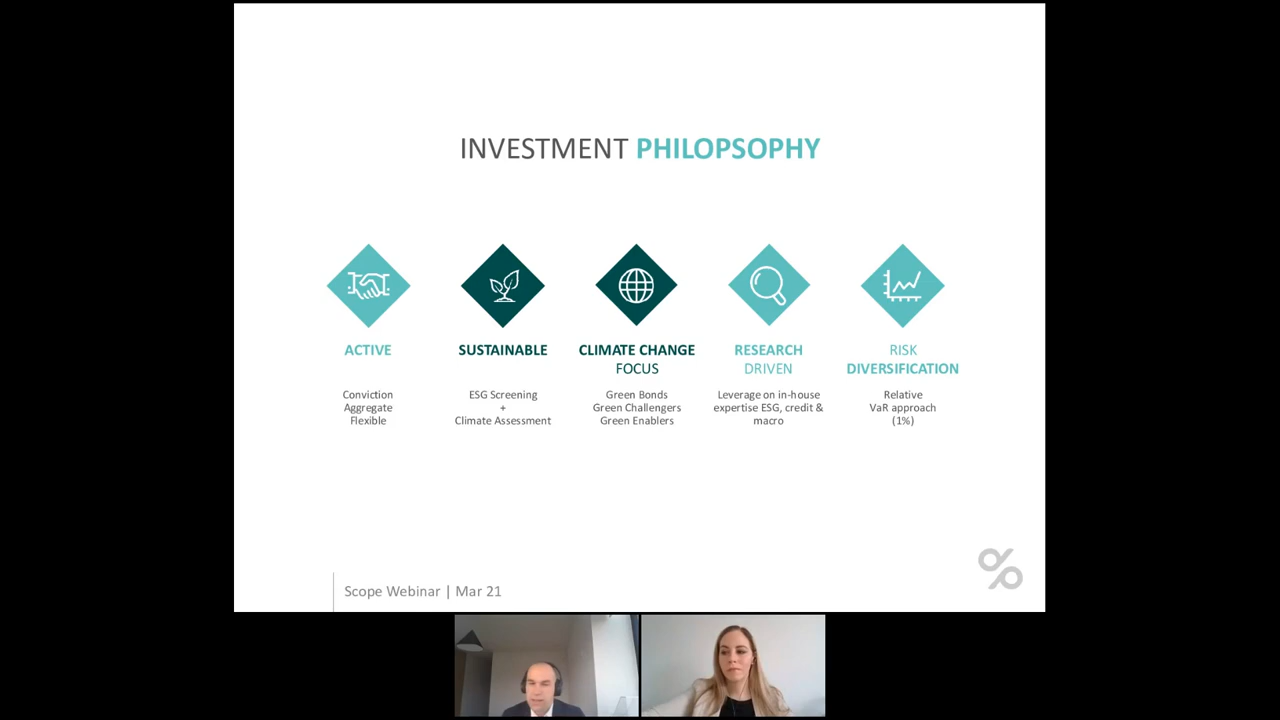 INVESTMENT PHILOPSOPHY
ACTIVE
Conviction
Aggregate
Flexible
SUSTAINABLE
ESG Screening
+
Climate Assessment
CLIMATE CHANGE
FOCUS
Green Bonds
Green Challengers
Green Enablers
RESEARCH
DRIVEN
Leverage on in-house
expertise ESG, credit &
macro
RISK
DIVERSIFICATION
Relative
VaR approach
(1%)
Scope Webinar | Mar 21